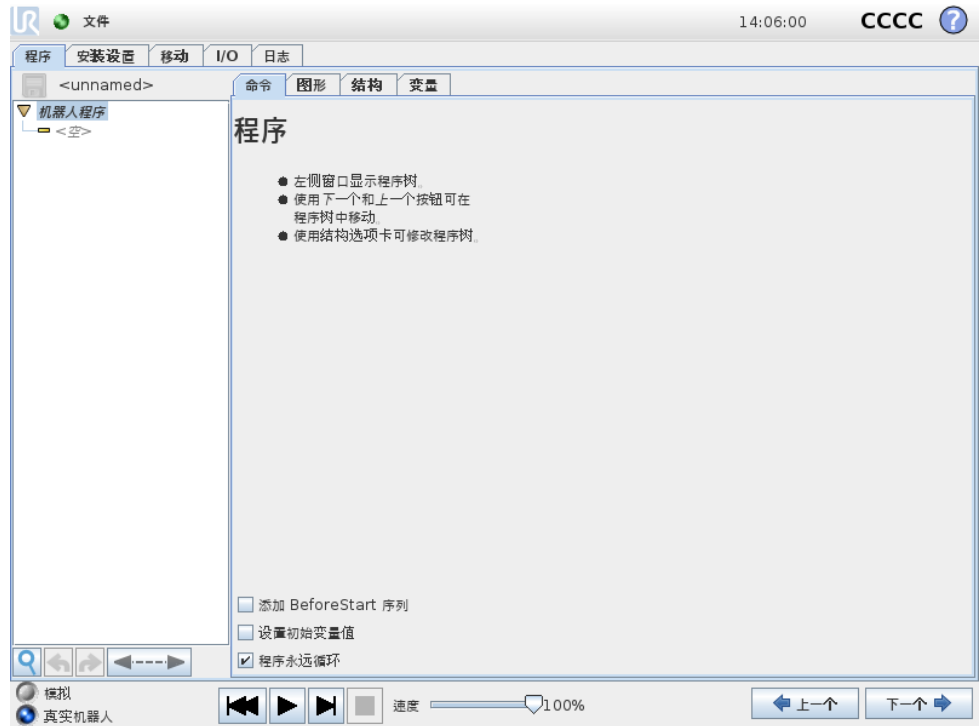 UR 文件 14:06:00 CCCC ?
程序 安装设置 移动 I/O 日志
<unnamed> 命令 图形 结构 变量
机器人程序
<空>
程序
左侧窗口显示程序树。
使用下一个和上一个按钮可在
程序树中移动。
使用结构选项卡可修改程序树。
添加 BeforeStart 序列
设置初始变量值
程序永远循环
模拟
真实机器人
速度 100% 上一个 下一个